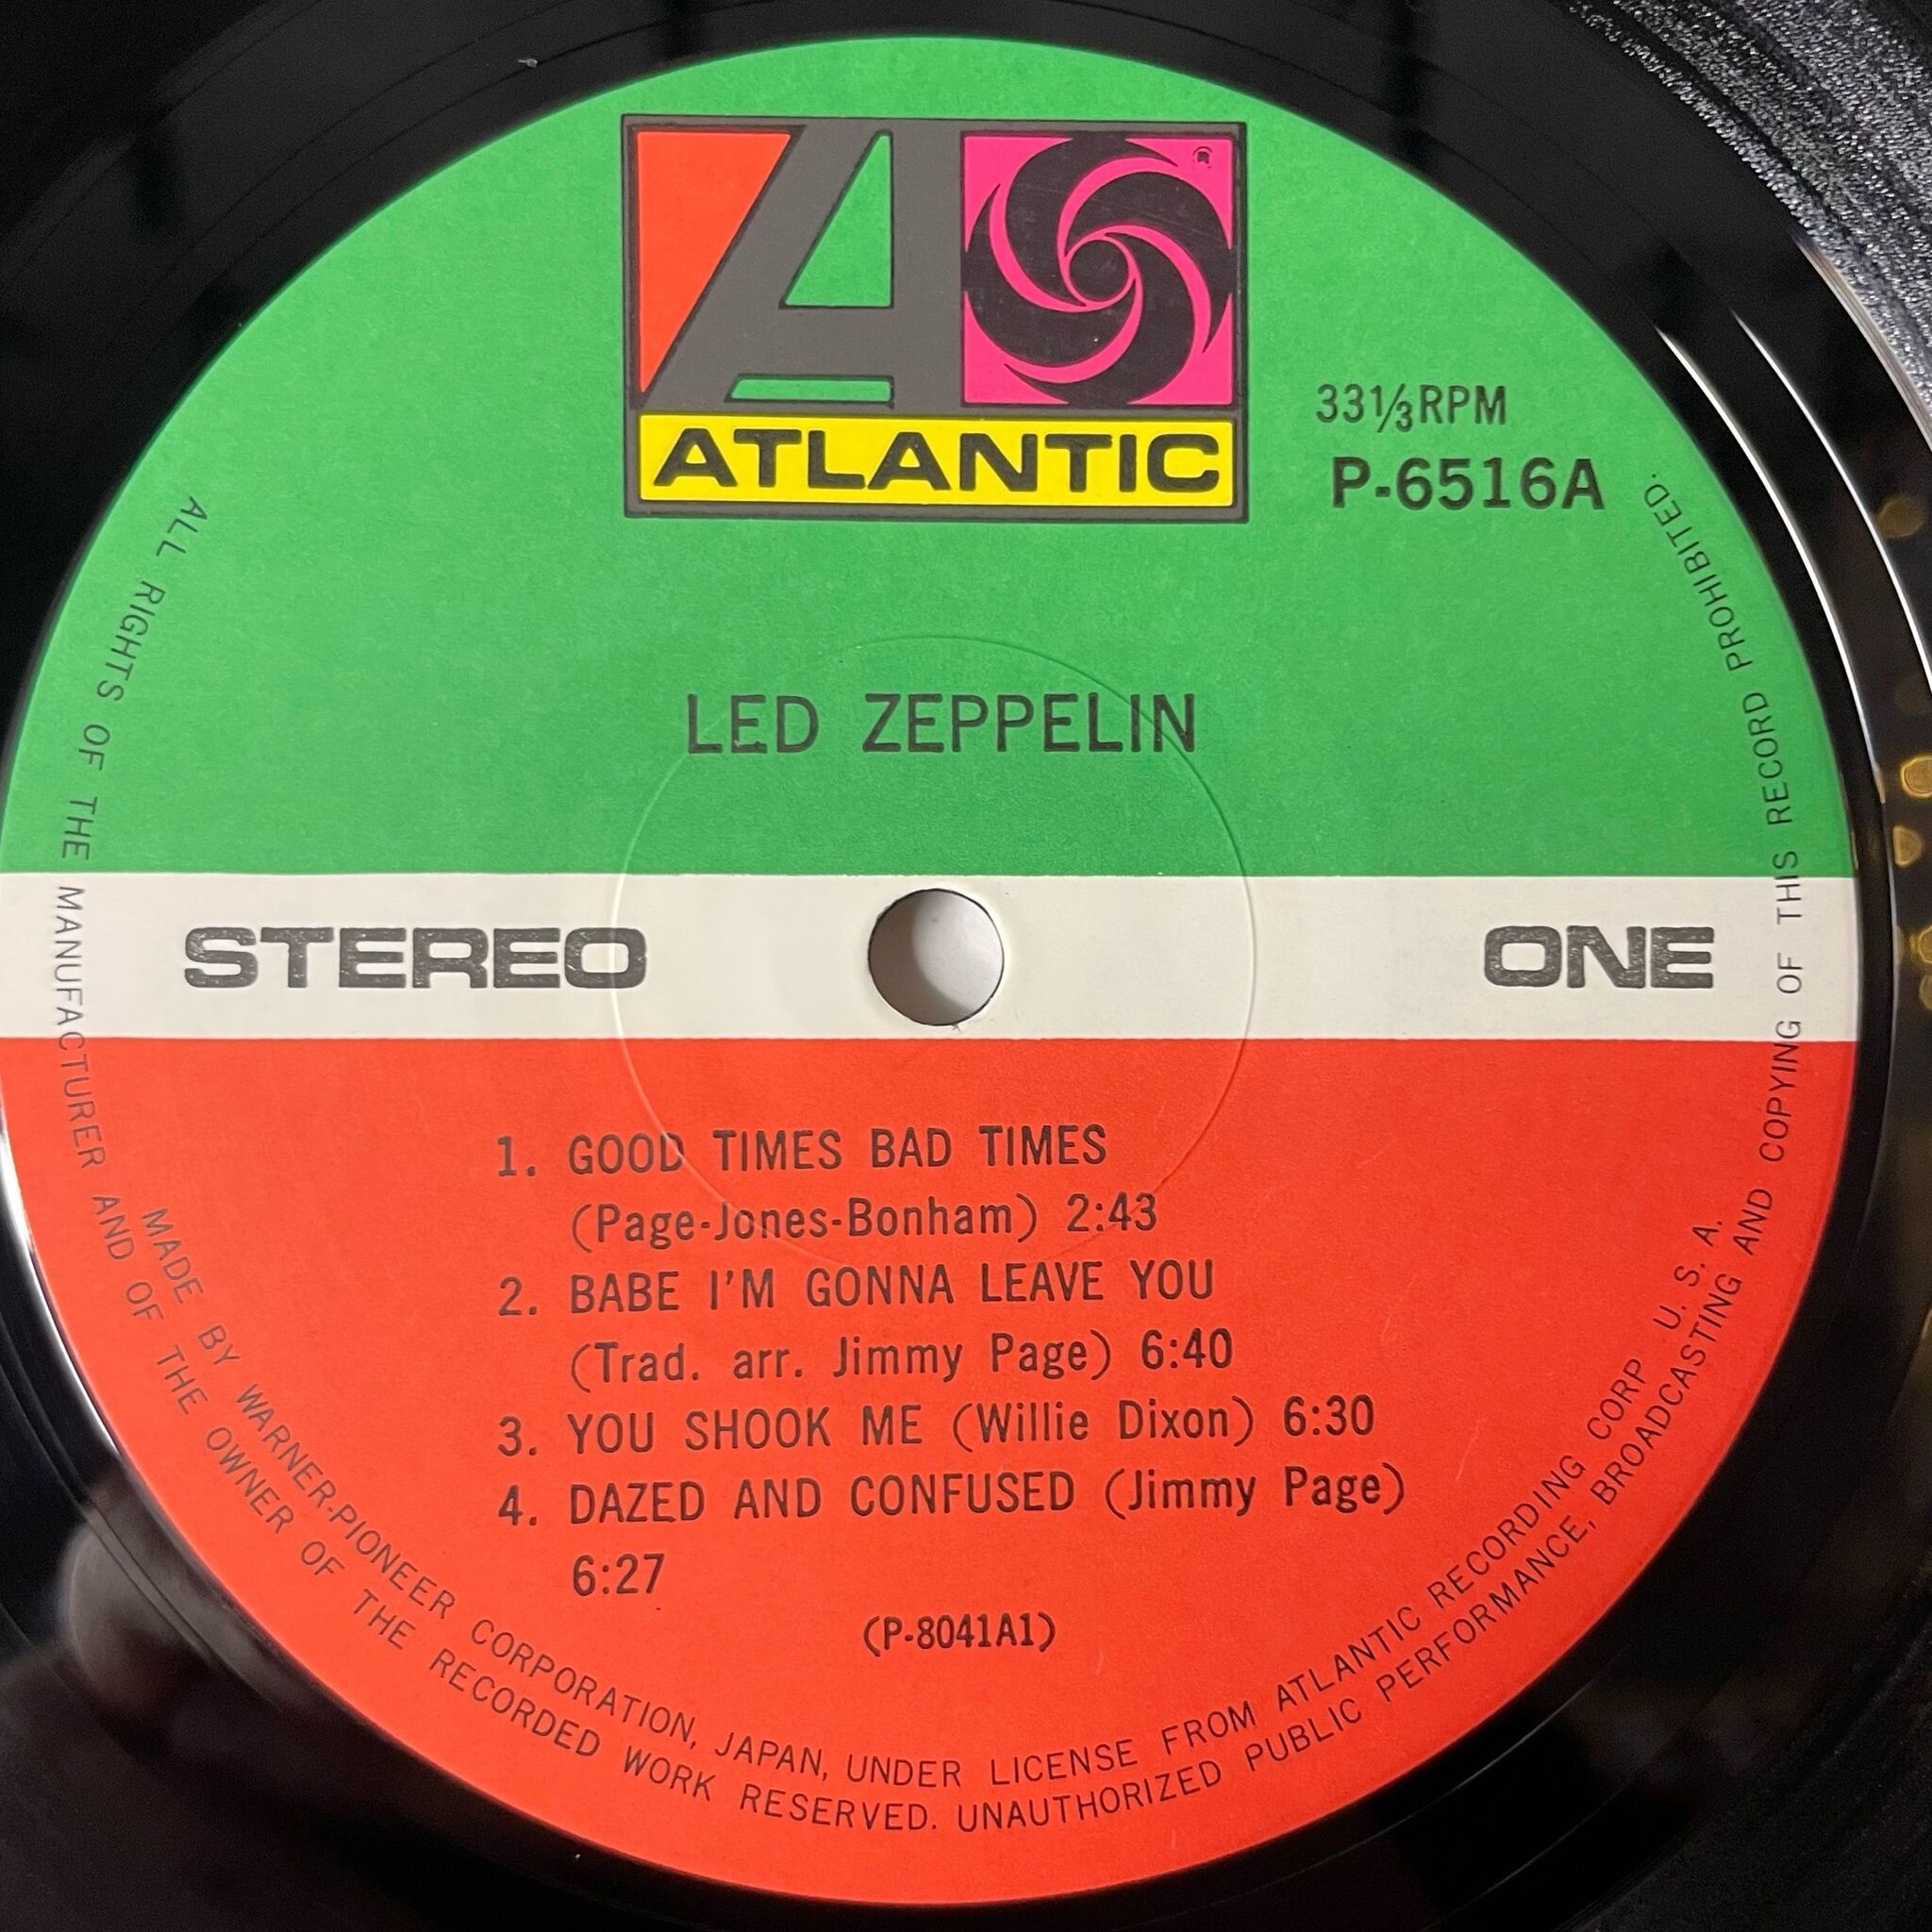 ATLANTIC
33⅓RPM
P-6516A
LED ZEPPELIN
STEREO
ONE
1. GOOD TIMES BAD TIMES
(Page-Jones-Bonham) 2:43
2. BABE I'M GONNA LEAVE YOU
(Trad. arr. Jimmy Page) 6:40
3. YOU SHOOK ME (Willie Dixon) 6:30
4. DAZED AND CONFUSED (Jimmy Page)
6:27
(P-8041A1)
MADE BY WARNER-PIONEER CORPORATION, JAPAN, UNDER LICENSE FROM ATLANTIC RECORDING CORP U. S. A.
ALL RIGHTS OF THE MANUFACTURER AND OF THE OWNER OF THE RECORDED WORK RESERVED. UNAUTHORIZED PUBLIC PERFORMANCE, BROADCASTING AND COPYING OF THIS RECORD PROHIBITED.